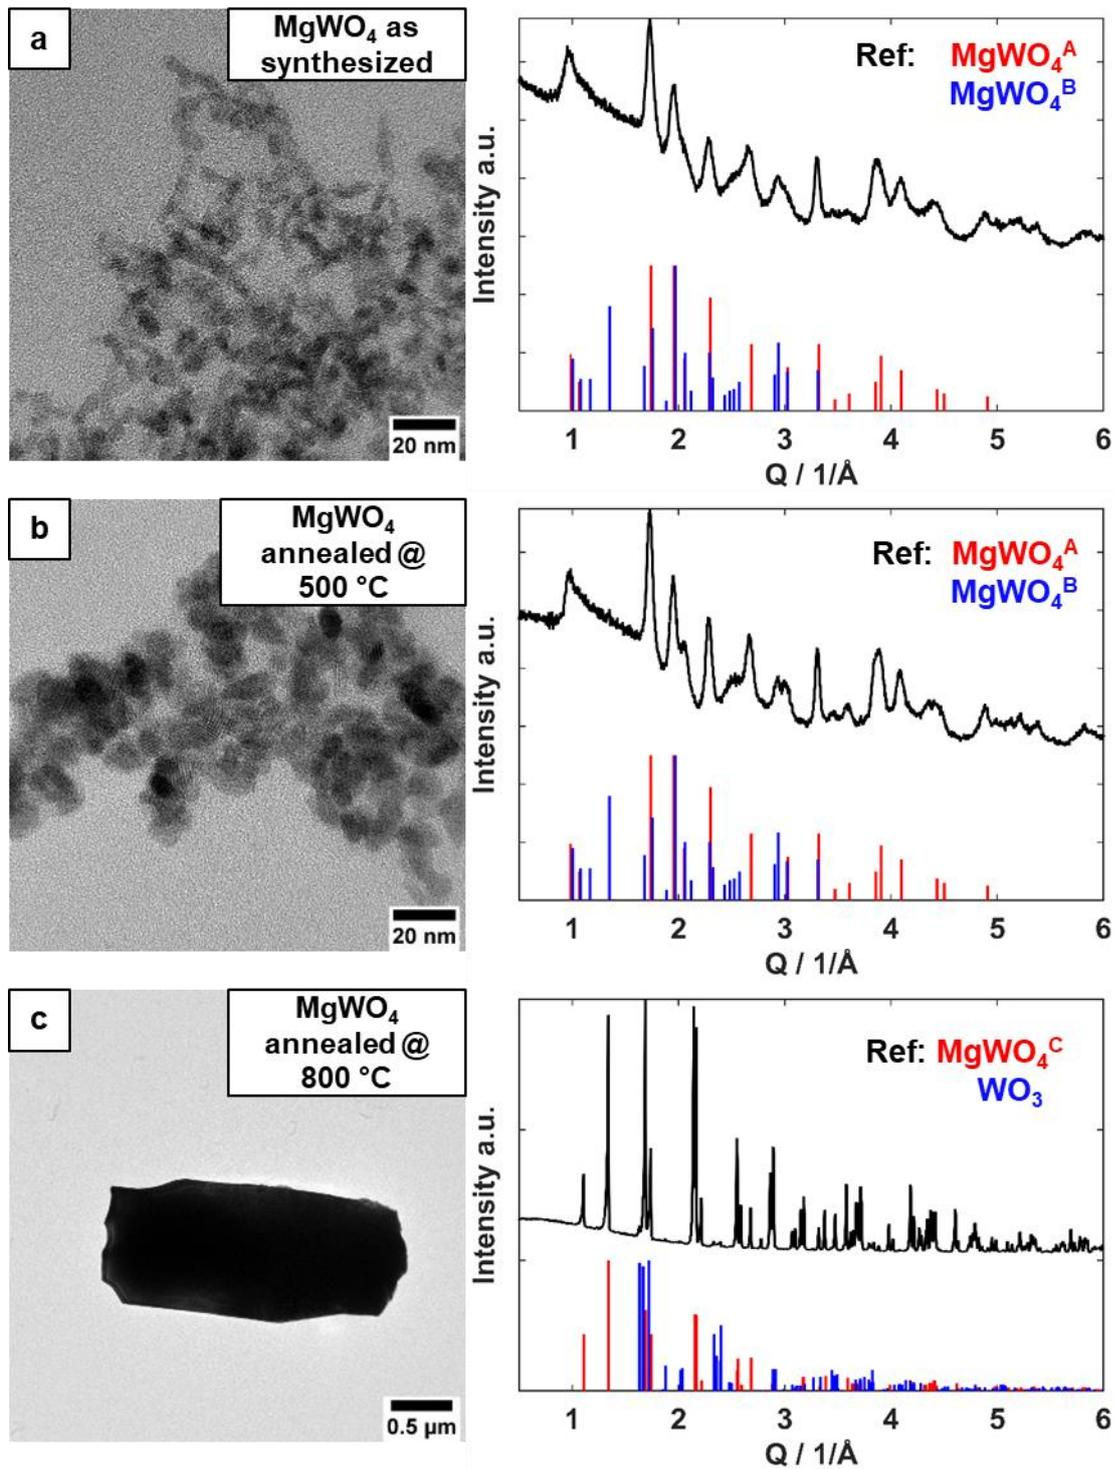 a
MgWO₄ as
synthesized
20 nm
Intensity a.u.
Ref: MgWO₄ᴬ
MgWO₄ᴮ
1 2 3 4 5 6
Q / 1/Å
b
MgWO₄
annealed @
500 °C
20 nm
Intensity a.u.
Ref: MgWO₄ᴬ
MgWO₄ᴮ
1 2 3 4 5 6
Q / 1/Å
c
MgWO₄
annealed @
800 °C
0.5 µm
Intensity a.u.
Ref: MgWO₄ᶜ
WO₃
1 2 3 4 5 6
Q / 1/Å